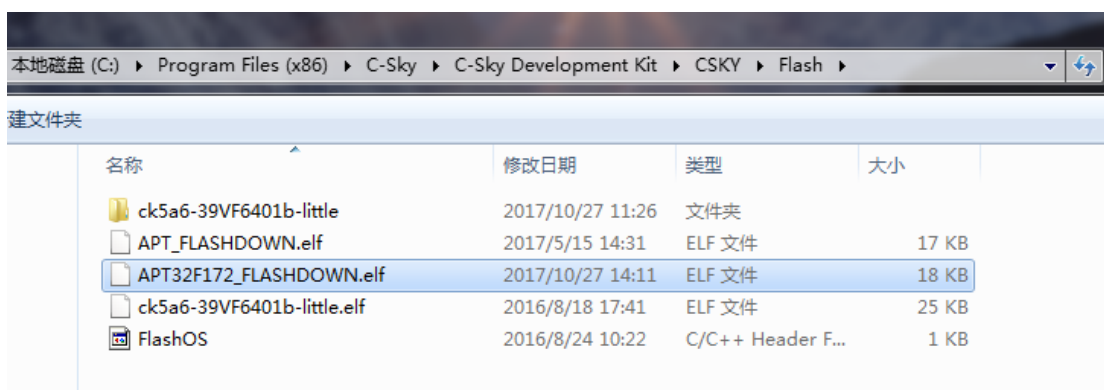 本地磁盘 (C:) ▸ Program Files (x86) ▸ C-Sky ▸ C-Sky Development Kit ▸ CSKY ▸ Flash ▸
建文件夹
名称 修改日期 类型 大小
ck5a6-39VF6401b-little 2017/10/27 11:26 文件夹
APT_FLASHDOWN.elf 2017/5/15 14:31 ELF 文件 17 KB
APT32F172_FLASHDOWN.elf 2017/10/27 14:11 ELF 文件 18 KB
ck5a6-39VF6401b-little.elf 2016/8/18 17:41 ELF 文件 25 KB
FlashOS 2016/8/24 10:22 C/C++ Header F... 1 KB